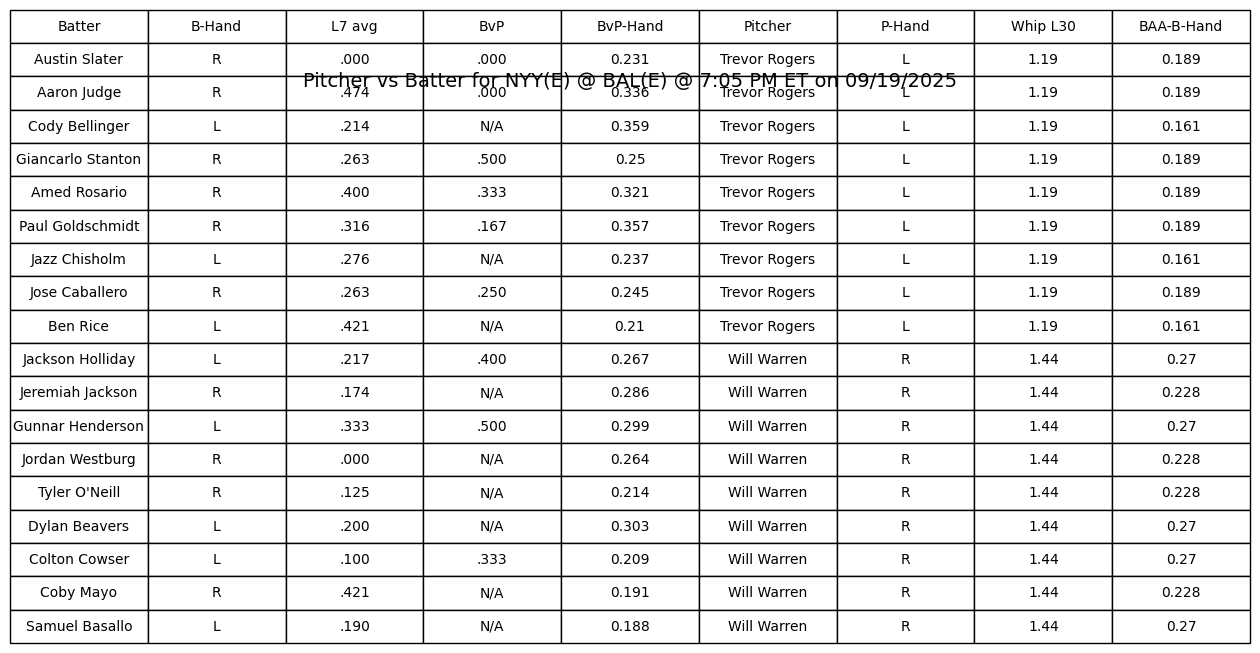 Batter B-Hand L7 avg BvP BvP-Hand Pitcher P-Hand Whip L30 BAA-B-Hand
Austin Slater R .000 .000 0.231 Trevor Rogers L 1.19 0.189
Pitcher vs Batter for NYY(E) @ BAL(E) @ 7:05 PM ET on 09/19/2025
Aaron Judge R .474 .000 0.336 Trevor Rogers L 1.19 0.189
Cody Bellinger L .214 N/A 0.359 Trevor Rogers L 1.19 0.161
Giancarlo Stanton R .263 .500 0.25 Trevor Rogers L 1.19 0.189
Amed Rosario R .400 .333 0.321 Trevor Rogers L 1.19 0.189
Paul Goldschmidt R .316 .167 0.357 Trevor Rogers L 1.19 0.189
Jazz Chisholm L .276 N/A 0.237 Trevor Rogers L 1.19 0.161
Jose Caballero R .263 .250 0.245 Trevor Rogers L 1.19 0.189
Ben Rice L .421 N/A 0.21 Trevor Rogers L 1.19 0.161
Jackson Holliday L .217 .400 0.267 Will Warren R 1.44 0.27
Jeremiah Jackson R .174 N/A 0.286 Will Warren R 1.44 0.228
Gunnar Henderson L .333 .500 0.299 Will Warren R 1.44 0.27
Jordan Westburg R .000 N/A 0.264 Will Warren R 1.44 0.228
Tyler O'Neill R .125 N/A 0.214 Will Warren R 1.44 0.228
Dylan Beavers L .200 N/A 0.303 Will Warren R 1.44 0.27
Colton Cowser L .100 .333 0.209 Will Warren R 1.44 0.27
Coby Mayo R .421 N/A 0.191 Will Warren R 1.44 0.228
Samuel Basallo L .190 N/A 0.188 Will Warren R 1.44 0.27